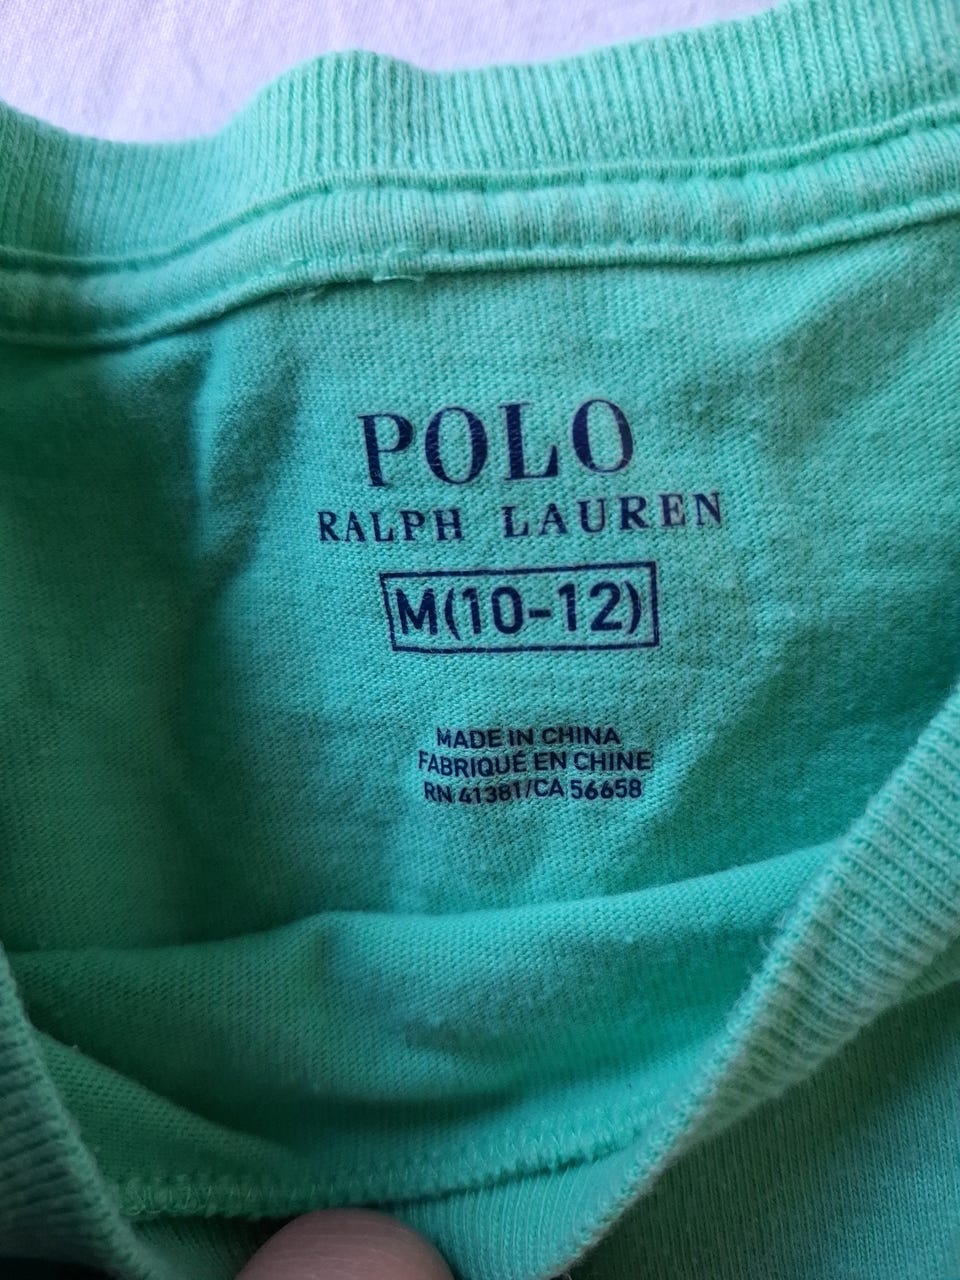 POLO
RALPH LAUREN
M(10-12)
MADE IN CHINA
FABRIQUÉ EN CHINE
RN 41381/CA 56658